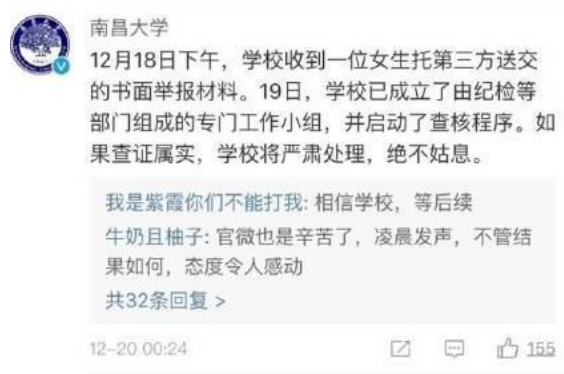 南昌大学
12月18日下午，学校收到一位女生托第三方送交
的书面举报材料。19日，学校已成立了由纪检等
部门组成的专门工作小组，并启动了查核程序。如
果查证属实，学校将严肃处理，绝不姑息。
我是紫霞你们不能打我: 相信学校，等后续
牛奶且柚子: 官微也是辛苦了，凌晨发声，不管结
果如何，态度令人感动
共32条回复 >
12-20 00:24
155